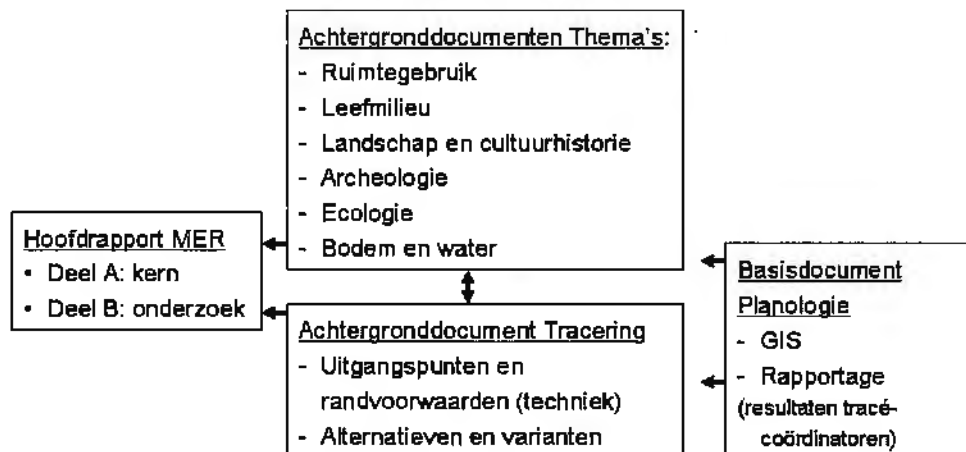 Achtergronddocumenten Thema's:
- Ruimtegebruik
- Leefmilieu
- Landschap en cultuurhistorie
- Archeologie
- Ecologie
- Bodem en water
Hoofdrapport MER
• Deel A: kern
• Deel B: onderzoek
Achtergronddocument Tracering
- Uitgangspunten en
randvoorwaarden (techniek)
- Alternatieven en varianten
Basisdocument
Planologie
- GIS
- Rapportage
(resultaten tracé-
coördinatoren)